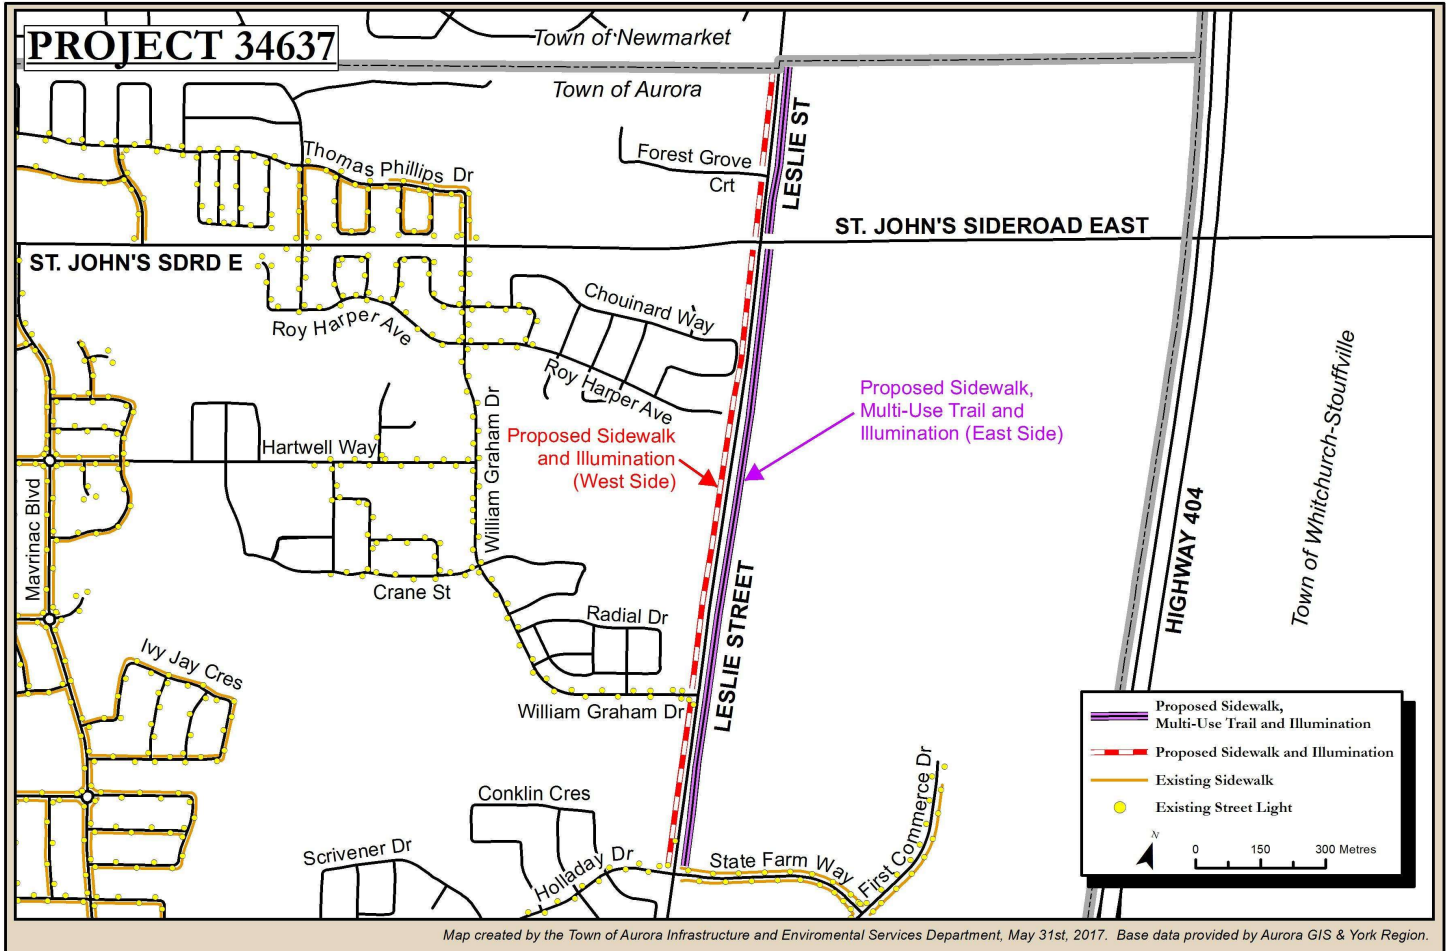 PROJECT 34637
Town of Newmarket
Town of Aurora
LESLIE ST
Forest Grove
Crt
Thomas Phillips Dr
ST. JOHN'S SIDEROAD EAST
ST. JOHN'S SDRD E
Chouinard Way
Roy Harper Ave
Roy Harper Ave
Proposed Sidewalk,
Multi-Use Trail and
Illumination (East Side)
Town of Whitchurch-Stouffville
William Graham Dr
Hartwell Way
Proposed Sidewalk
and Illumination
(West Side)
Mavrinac Blvd
HIGHWAY 404
Crane St
Radial Dr
LESLIE STREET
Ivy Jay Cres
William Graham Dr
Conklin Cres
Scrivener Dr
Holladay Dr
State Farm Way
First Commerce Dr
Proposed Sidewalk,
Multi-Use Trail and Illumination
Proposed Sidewalk and Illumination
Existing Sidewalk
Existing Street Light
N
0 150 300 Metres
Map created by the Town of Aurora Infrastructure and Enviromental Services Department, May 31st, 2017. Base data provided by Aurora GIS & York Region.